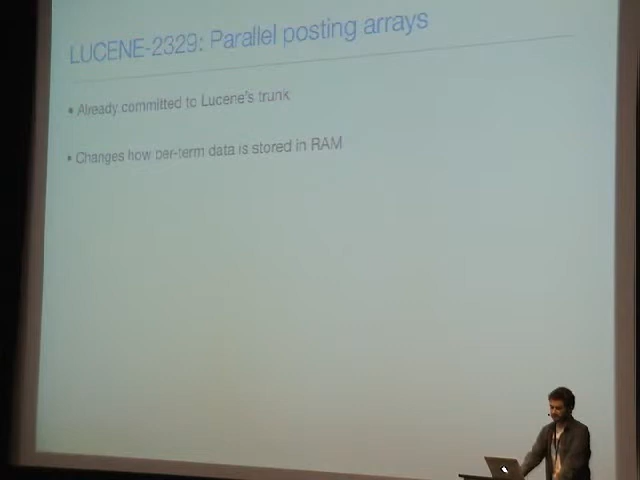 LUCENE-2329: Parallel posting arrays
• Already committed to Lucene's trunk
• Changes how per-term data is stored in RAM